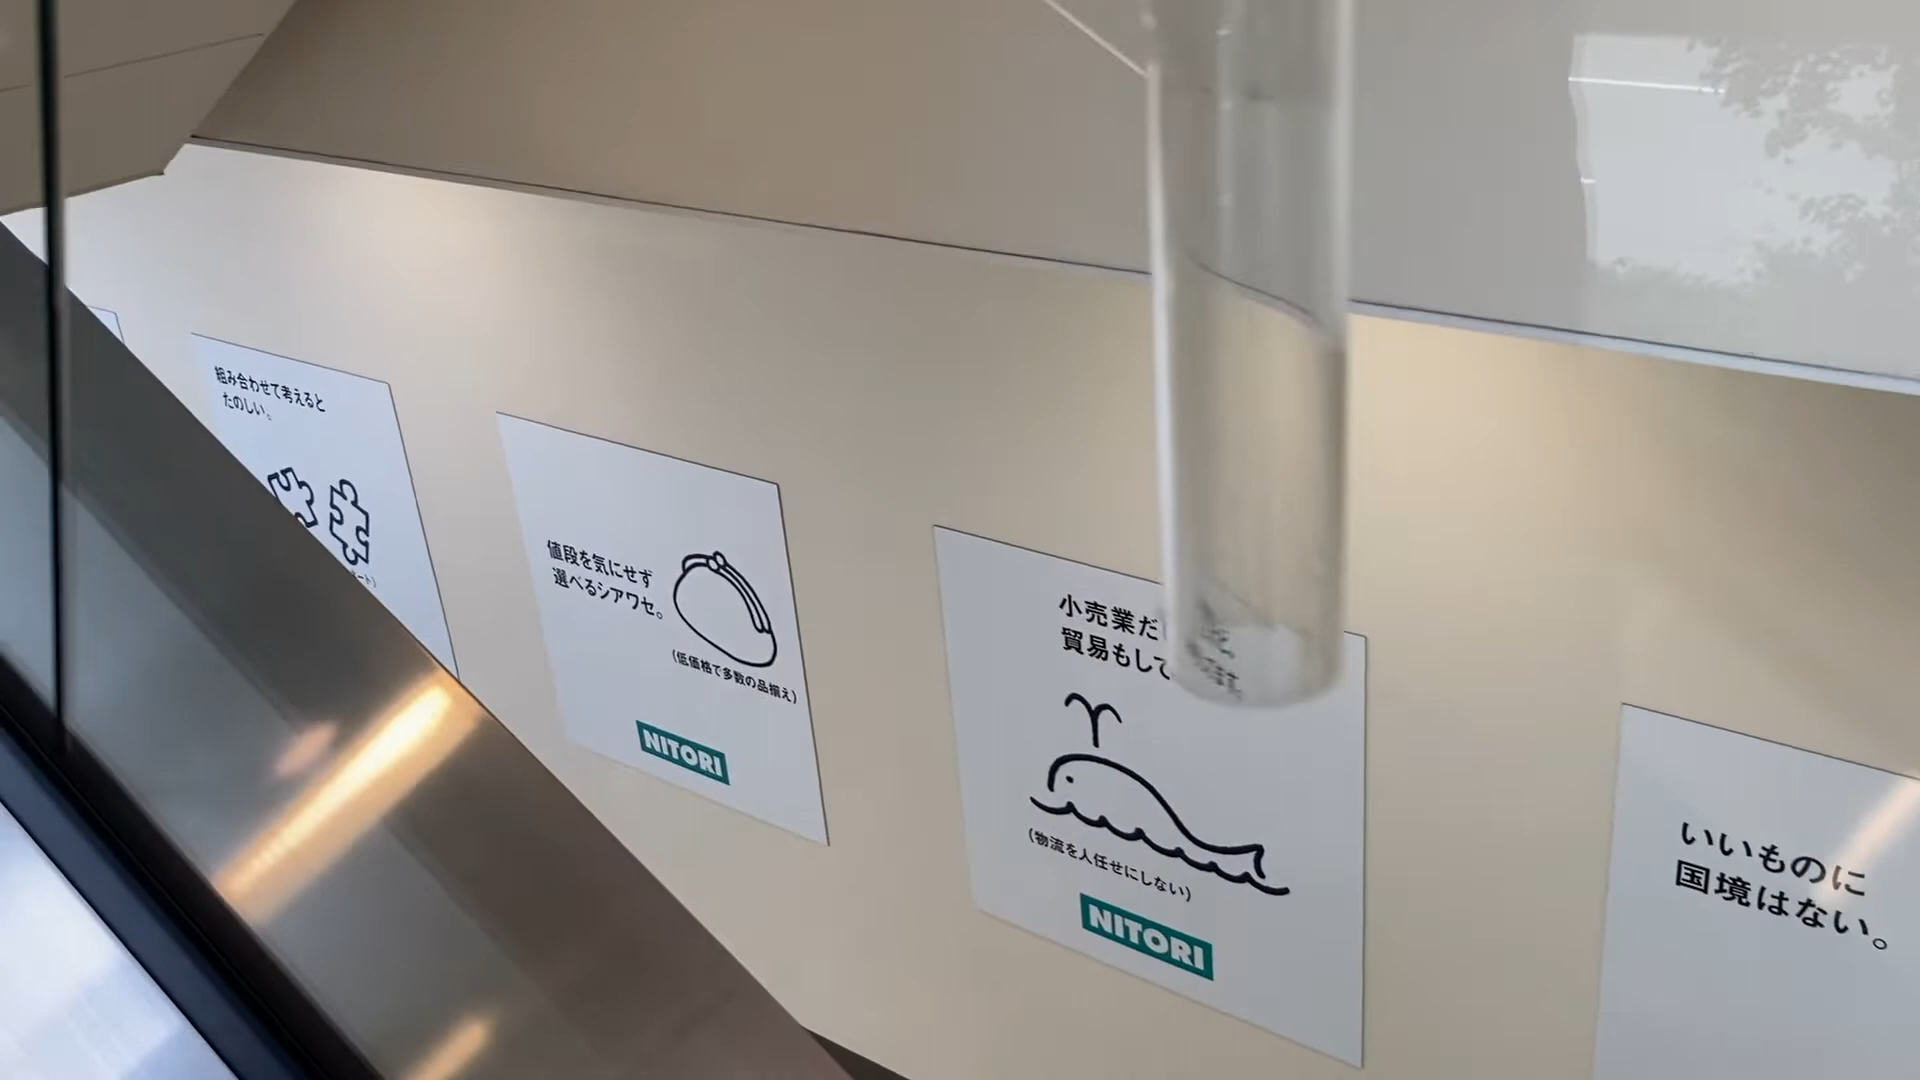 組み合わせて考えると
たのしい。
値段を気にせず
選べるシアワセ。
(低価格で多数の品揃え)
NITORI
小売業だ
貿易もして
(物流を人任せにしない)
NITORI
いいものに
国境はない。